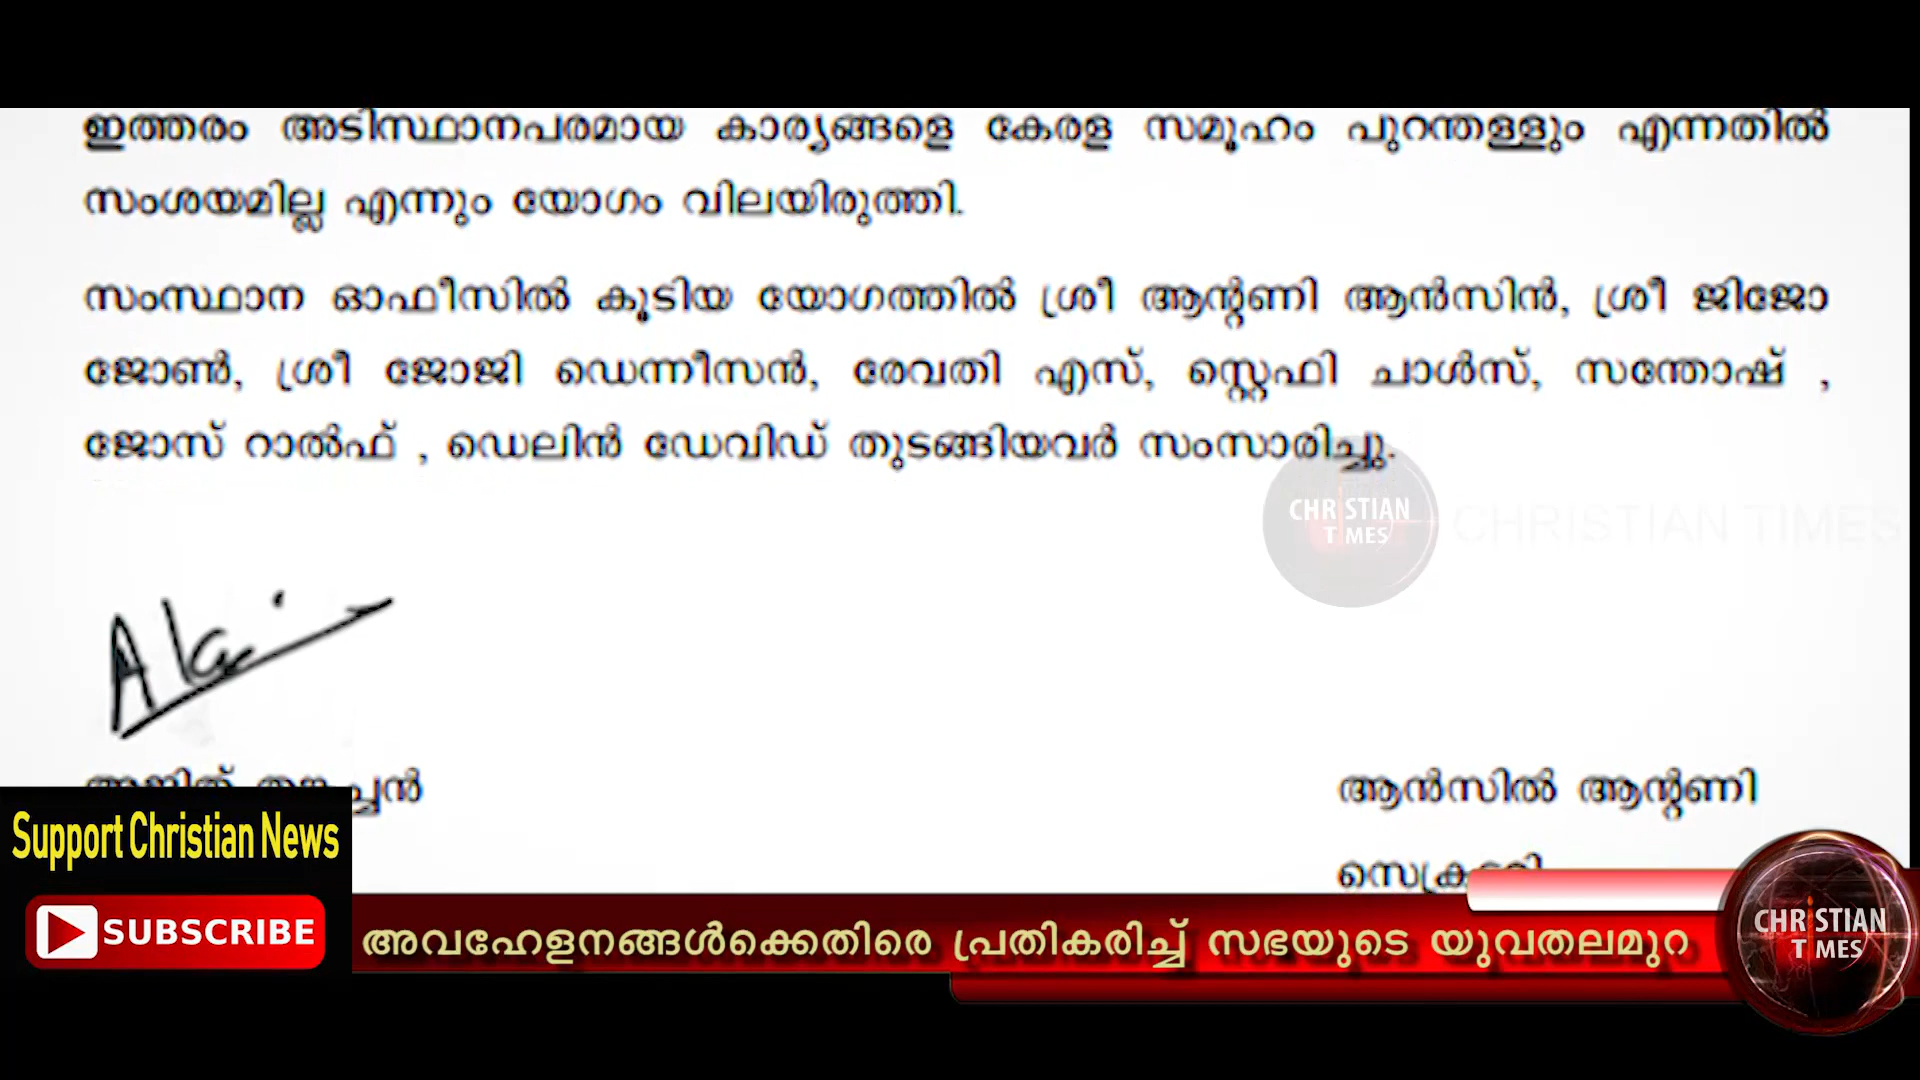 ഇത്തരം അടിസ്ഥാനപരമായ കാര്യങ്ങളെ കേരള സമൂഹം പുറന്തള്ളും എന്നതിൽ
സംശയമില്ല എന്നും യോഗം വിലയിരുത്തി.
സംസ്ഥാന ഓഫീസിൽ കൂടിയ യോഗത്തിൽ ശ്രീ ആന്റണി ആൻസിൻ, ശ്രീ ജിജോ
ജോൺ, ശ്രീ ജോജി ഡെന്നീസൻ, രേവതി എസ്, സ്റ്റെഫി ചാൾസ്, സന്തോഷ് ,
ജോസ് റാൽഫ് , ഡെലിൻ ഡേവിഡ് തുടങ്ങിയവർ സംസാരിച്ചു.
CHRISTIAN
TIMES
CHRISTIAN TIMES
ആൻസിൽ ആന്റണി
Support Christian News
SUBSCRIBE
അവഹേളനങ്ങൾക്കെതിരെ പ്രതികരിച്ച് സഭയുടെ യുവതലമുറ
CHRISTIAN
TIMES